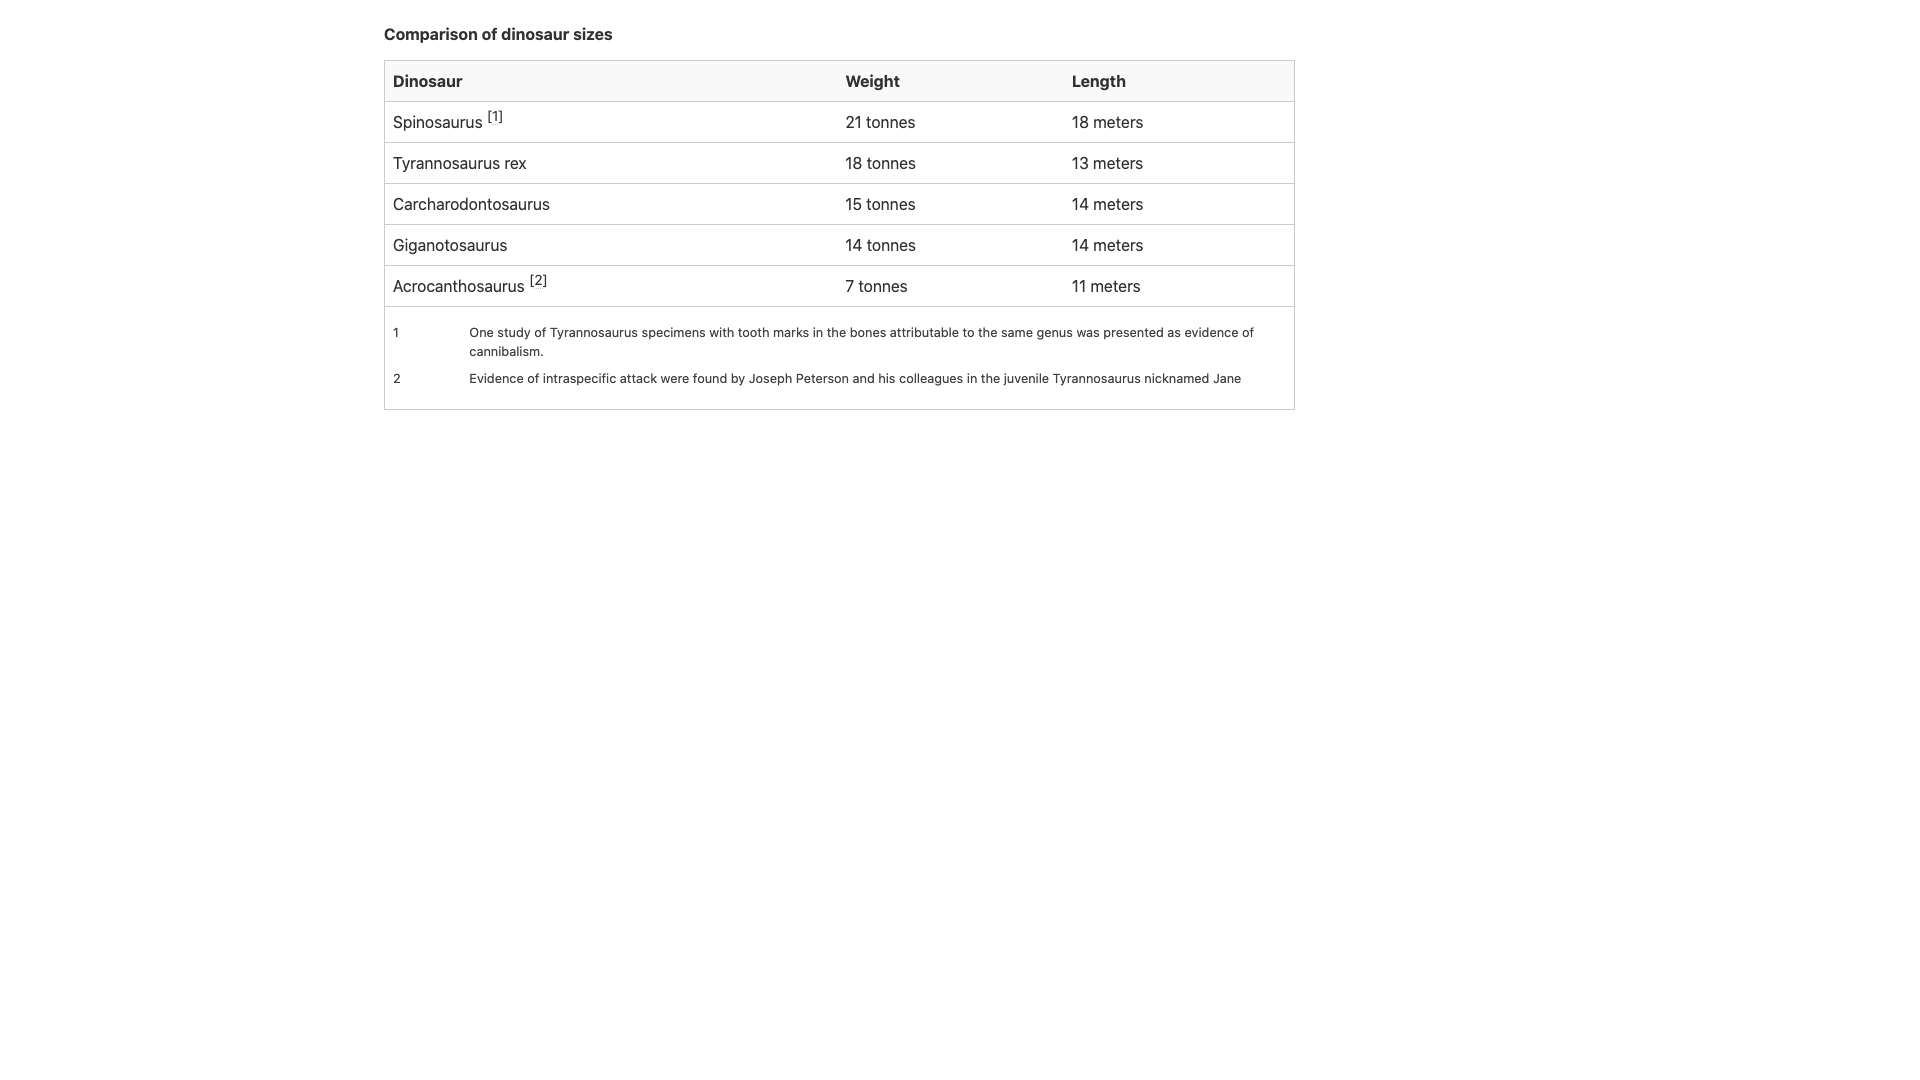 Comparison of dinosaur sizes
Dinosaur Weight Length
Spinosaurus [1] 21 tonnes 18 meters
Tyrannosaurus rex 18 tonnes 13 meters
Carcharodontosaurus 15 tonnes 14 meters
Giganotosaurus 14 tonnes 14 meters
Acrocanthosaurus [2] 7 tonnes 11 meters
1 One study of Tyrannosaurus specimens with tooth marks in the bones attributable to the same genus was presented as evidence of
cannibalism.
2 Evidence of intraspecific attack were found by Joseph Peterson and his colleagues in the juvenile Tyrannosaurus nicknamed Jane